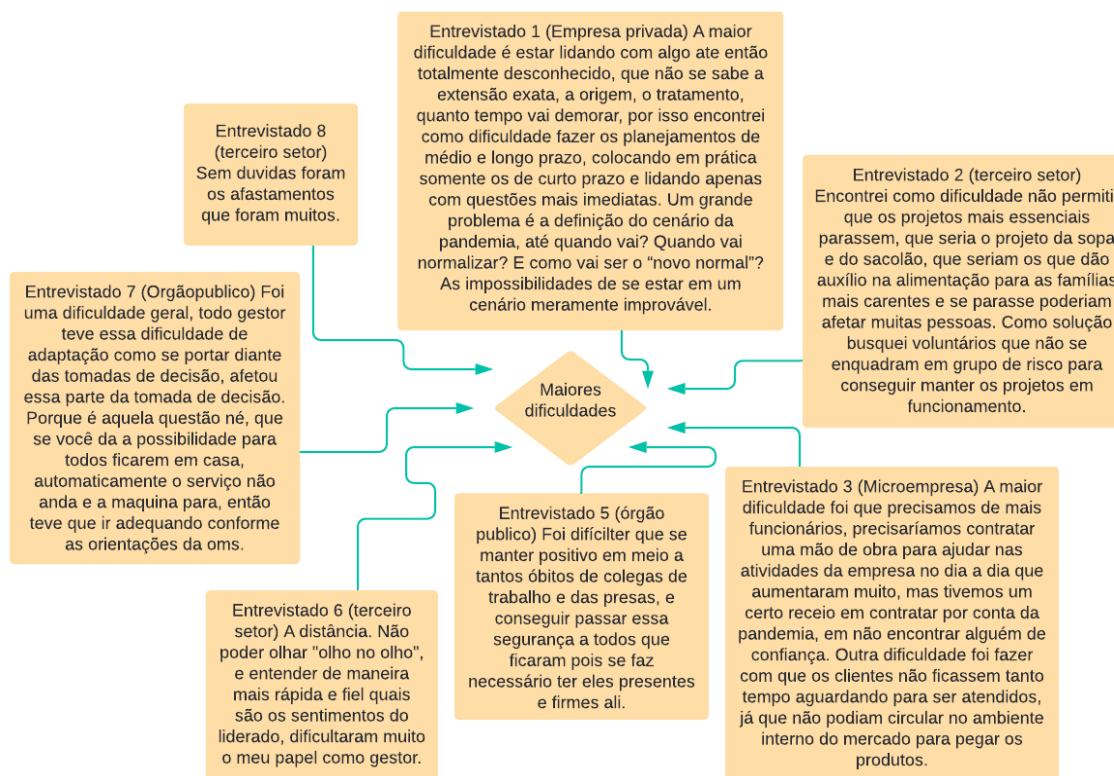 Entrevistado 1 (Empresa privada) A maior
dificuldade é estar lidando com algo ate então
totalmente desconhecido, que não se sabe a
extensão exata, a origem, o tratamento,
quanto tempo vai demorar, por isso encontrei
como dificuldade fazer os planejamentos de
médio e longo prazo, colocando em prática
somente os de curto prazo e lidando apenas
com questões mais imediatas. Um grande
problema é a definição do cenário da
pandemia, até quando vai? Quando vai
normalizar? E como vai ser o “novo normal”?
As impossibilidades de se estar em um
cenário meramente improvável.
Entrevistado 8
(terceiro setor)
Sem duvidas foram
os afastamentos
que foram muitos.
Entrevistado 2 (terceiro setor)
Encontrei como dificuldade não permiti
que os projetos mais essenciais
parassem, que seria o projeto da sopa
e do sacolão, que seriam os que dão
auxílio na alimentação para as famílias
mais carentes e se parasse poderiam
afetar muitas pessoas. Como solução
busquei voluntários que não se
enquadram em grupo de risco para
conseguir manter os projetos em
funcionamento.
Entrevistado 7 (Orgãopublico) Foi
uma dificuldade geral, todo gestor
teve essa dificuldade de
adaptação como se portar diante
das tomadas de decisão, afetou
essa parte da tomada de decisão.
Porque é aquela questão né, que
se você da a possibilidade para
todos ficarem em casa,
automaticamente o serviço não
anda e a maquina para, então
teve que ir adequando conforme
as orientações da oms.
Maiores
dificuldades
Entrevistado 3 (Microempresa) A maior
dificuldade foi que precisamos de mais
funcionários, precisaríamos contratar
uma mão de obra para ajudar nas
atividades da empresa no dia a dia que
aumentaram muito, mas tivemos um
certo receio em contratar por conta da
pandemia, em não encontrar alguém de
confiança. Outra dificuldade foi fazer
com que os clientes não ficassem tanto
tempo aguardando para ser atendidos,
já que não podiam circular no ambiente
interno do mercado para pegar os
produtos.
Entrevistado 5 (órgão
publico) Foi difícilter que se
manter positivo em meio a
tantos óbitos de colegas de
trabalho e das presas, e
conseguir passar essa
segurança a todos que
ficaram pois se faz
necessário ter eles presentes
e firmes ali.
Entrevistado 6 (terceiro
setor) A distância. Não
poder olhar "olho no olho",
e entender de maneira
mais rápida e fiel quais
são os sentimentos do
liderado, dificultaram muito
o meu papel como gestor.